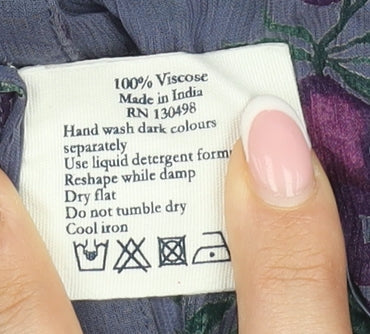 100% Viscose
Made in India
RN 130498
Hand wash dark colours
separately
Use liquid detergent
Reshape while damp
Dry flat
Do not tumble dry
Cool iron